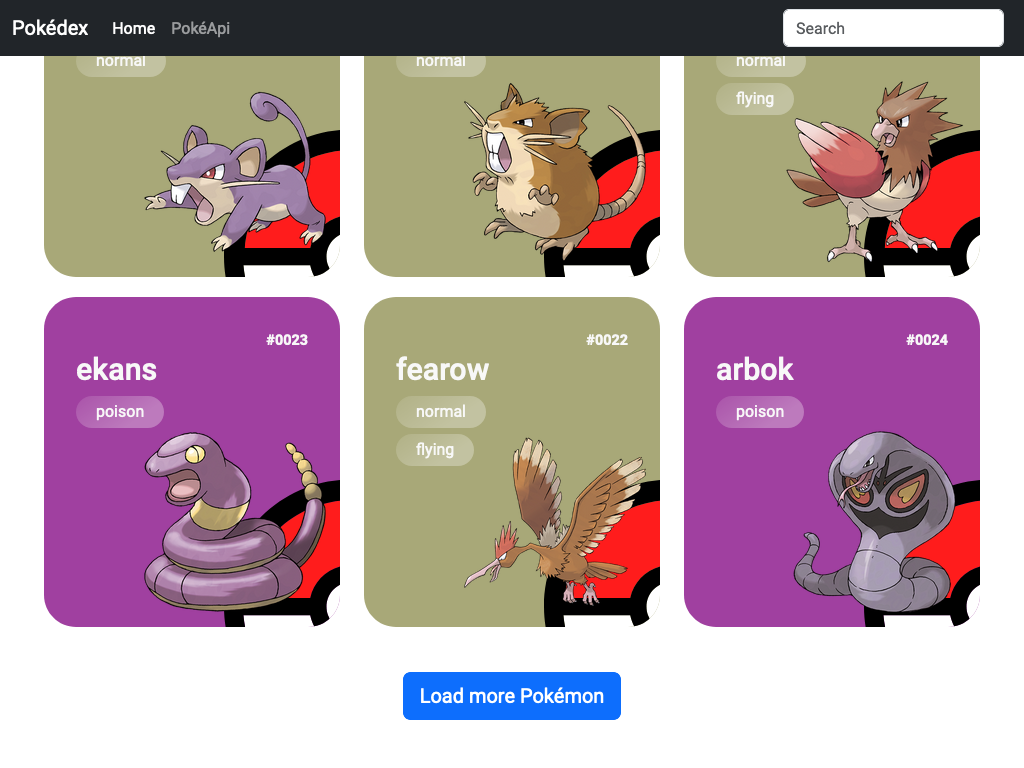 Pokédex Home PokéApi Search
normal normal normal
flying
#0023 #0022 #0024
ekans fearow arbok
poison normal poison
flying
Load more Pokémon